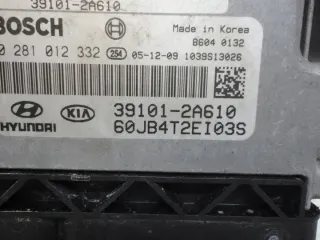 39101-2A610
BOSCH
Made in Korea
8604 0132
0 281 012 332 254 05-12-09 1039S13026
HYUNDAI KIA 39101-2A610
60JB4T2EI03S